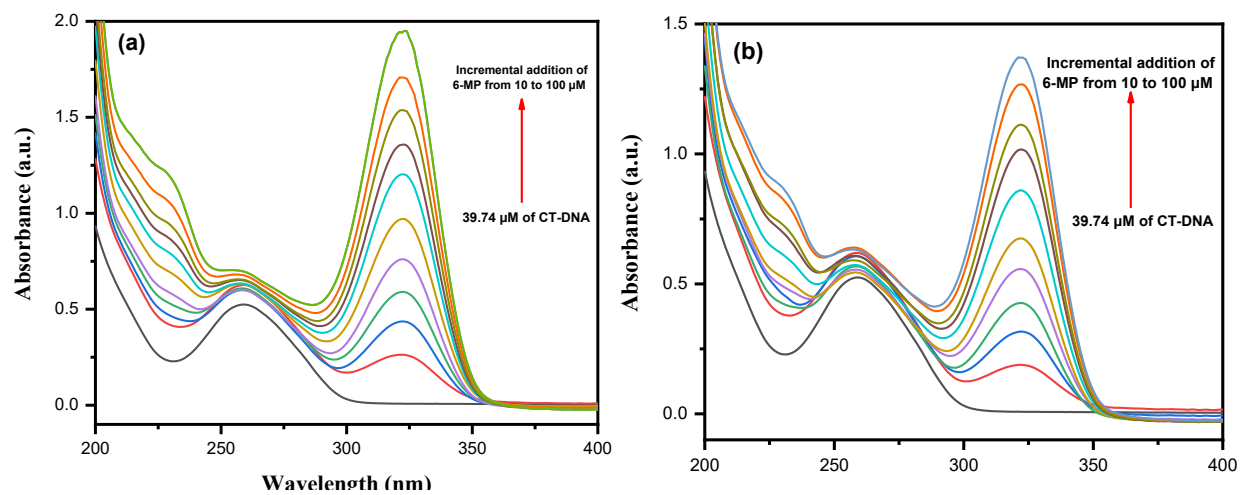 (a)
Incremental addition of
6-MP from 10 to 100 µM
39.74 µM of CT-DNA
Absorbance (a.u.)
2.0
1.5
1.0
0.5
0.0
200
250
300
350
400
Wavelength (nm)
(b)
Incremental addition of
6-MP from 10 to 100 µM
39.74 µM of CT-DNA
Absorbance (a.u.)
1.5
1.0
0.5
0.0
200
250
300
350
400